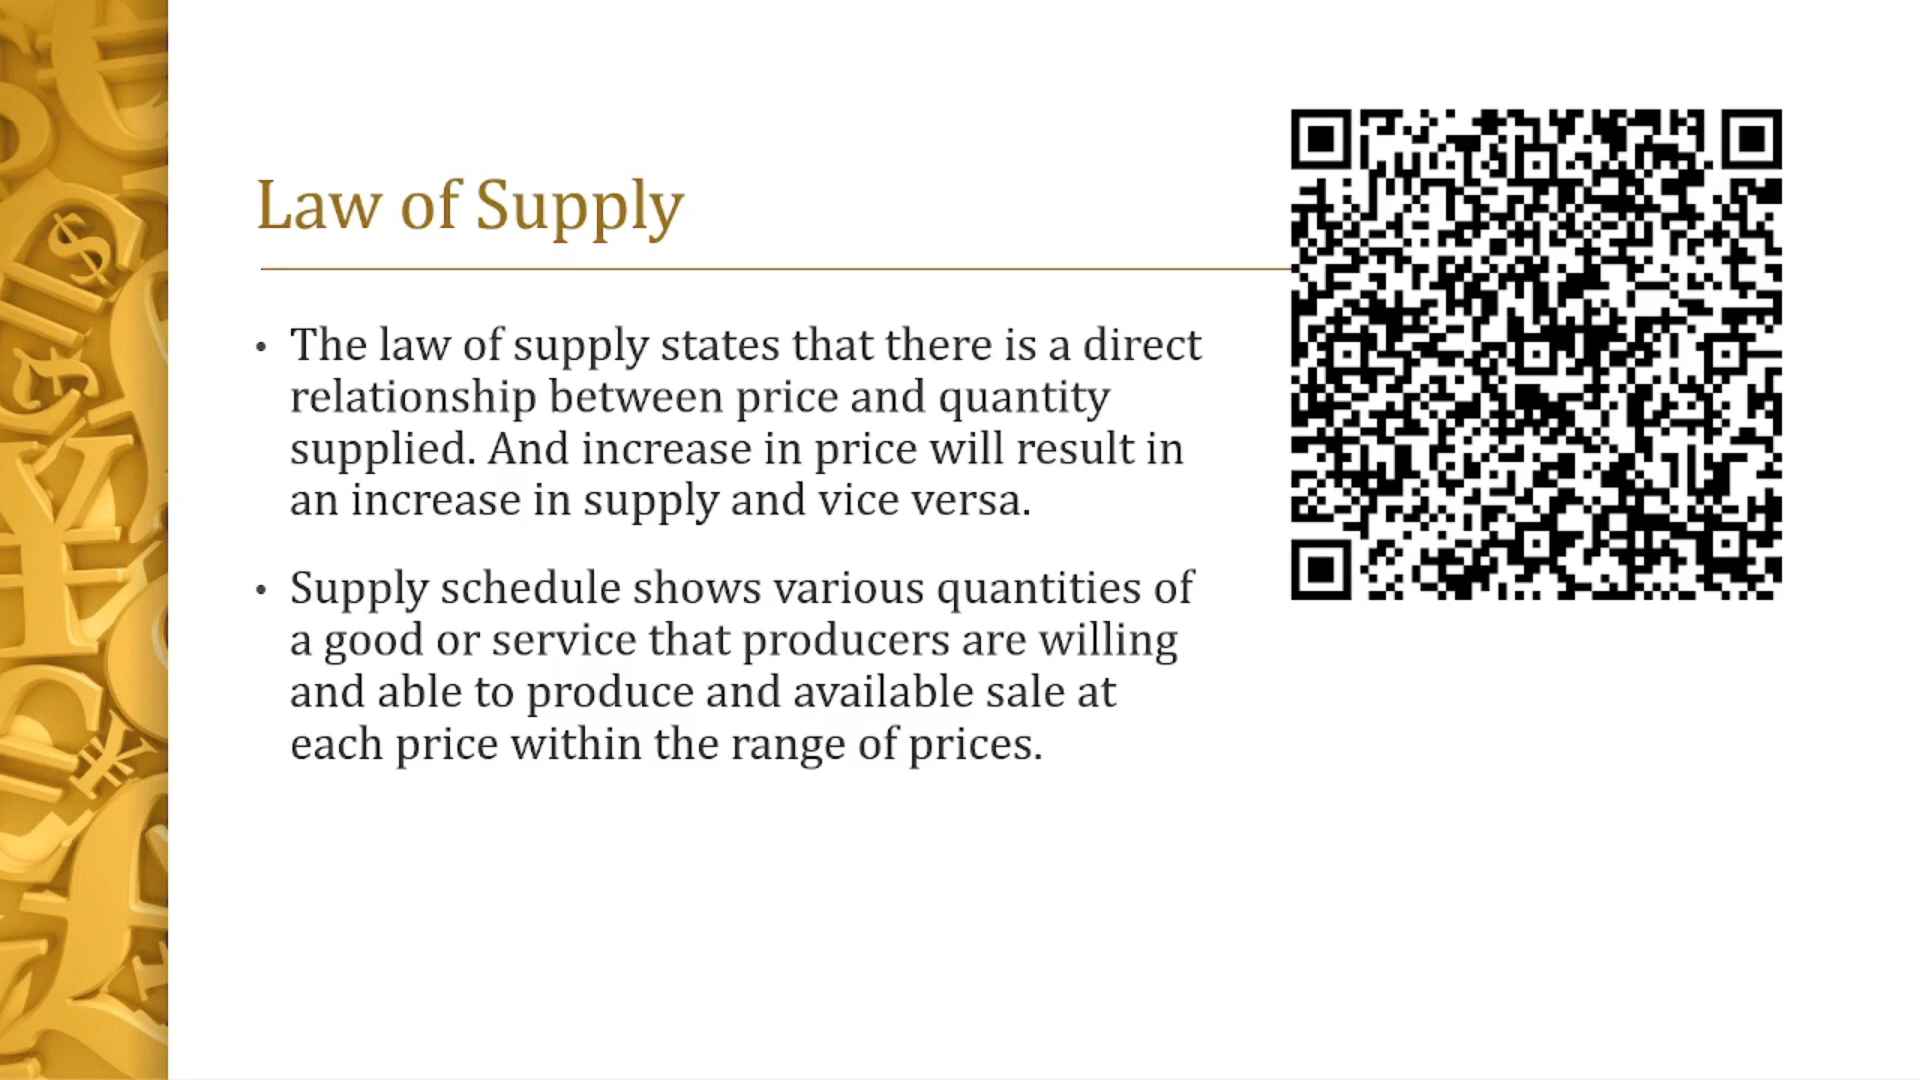 Law of Supply
• The law of supply states that there is a direct
relationship between price and quantity
supplied. And increase in price will result in
an increase in supply and vice versa.
• Supply schedule shows various quantities of
a good or service that producers are willing
and able to produce and available sale at
each price within the range of prices.